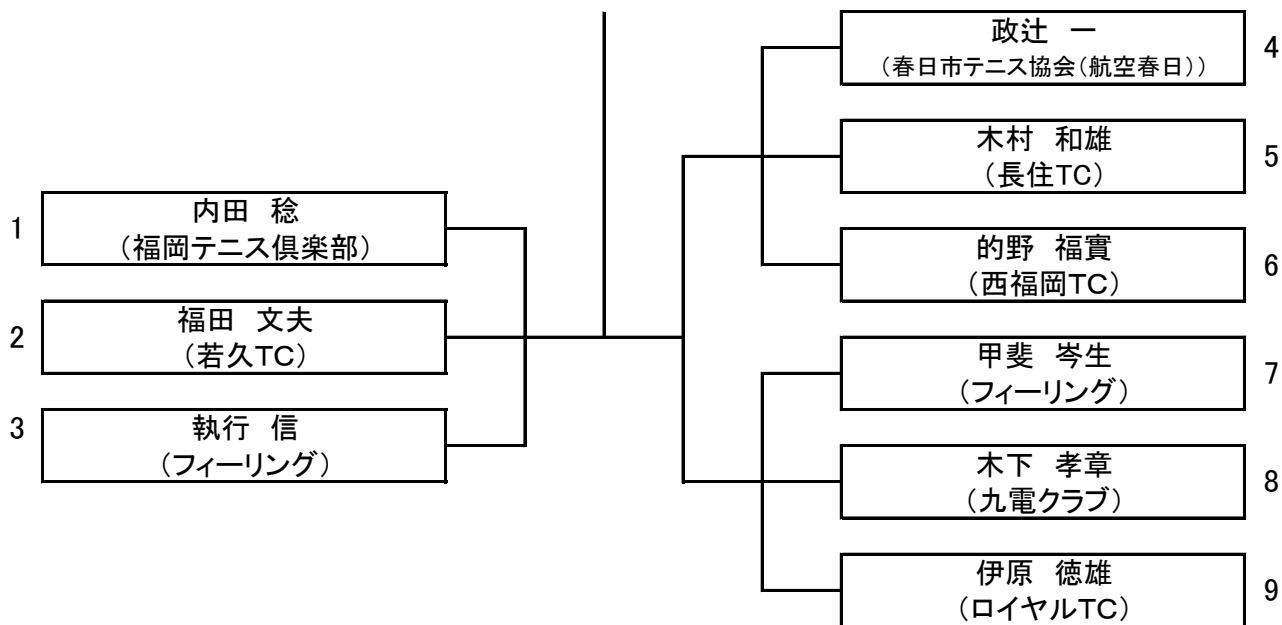 1
内田　稔
(福岡テニス倶楽部)
2
福田　文夫
(若久TC)
3
執行　信
(フィーリング)
政辻　一
(春日市テニス協会(航空春日))
4
木村　和雄
(長住TC)
5
的野　福實
(西福岡TC)
6
甲斐　岑生
(フィーリング)
7
木下　孝章
(九電クラブ)
8
伊原　徳雄
(ロイヤルTC)
9